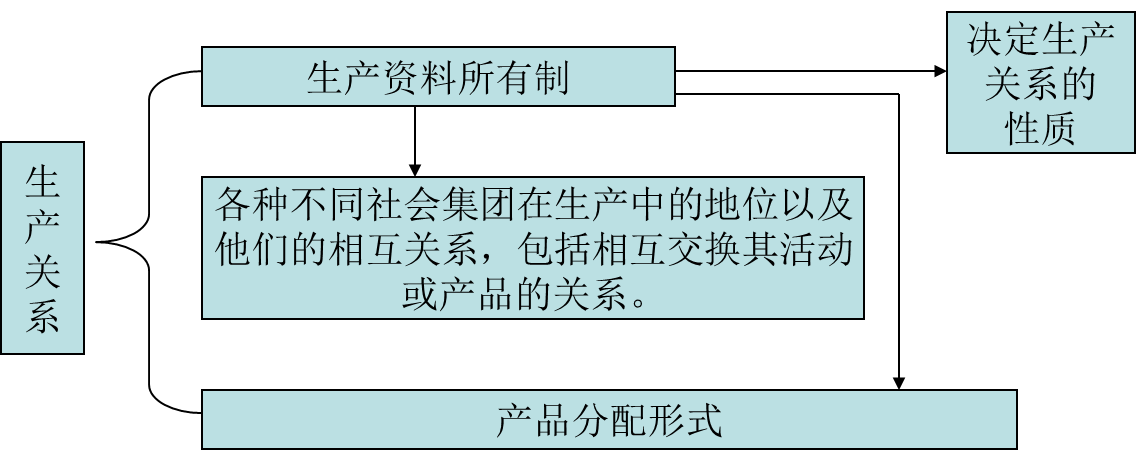 生产关系
生产资料所有制
决定生产
关系的
性质
各种不同社会集团在生产中的地位以及
他们的相互关系，包括相互交换其活动
或产品的关系。
产品分配形式